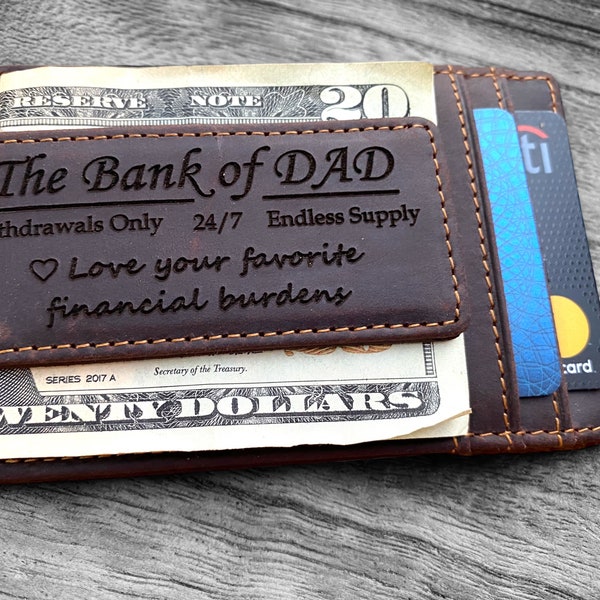 RESERVE NOTE 20
The Bank of DAD
thdrawals Only 24/7 Endless Supply
♡ Love your favorite
financial burdens
SERIES 2017 A
Secretary of the Treasury.
WENTY DOLLARS
ti
card